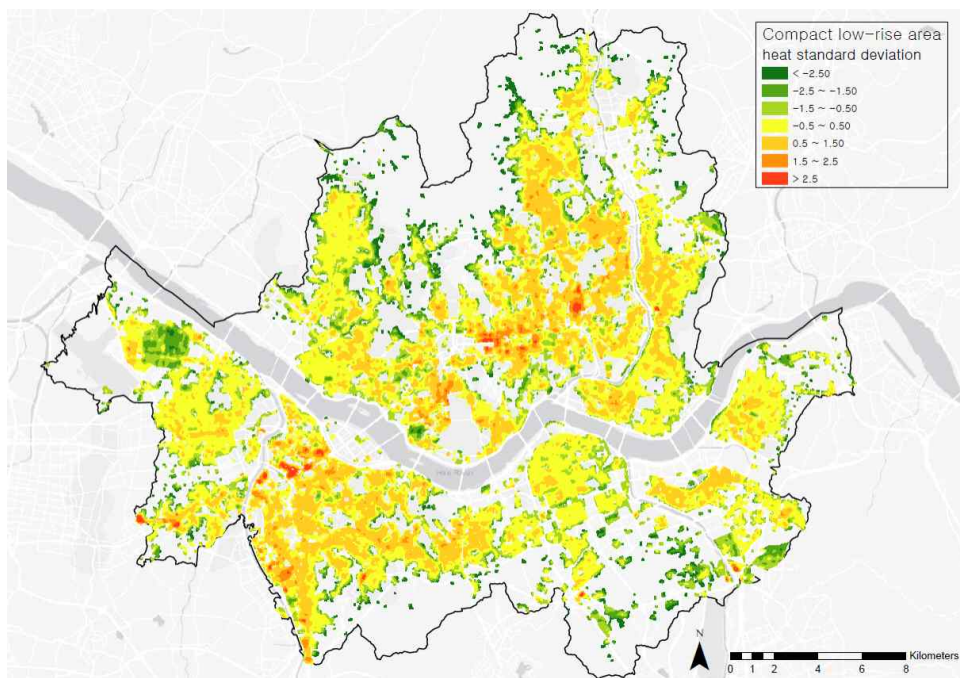 Compact low-rise area
heat standard deviation
< -2.50
-2.5 ~ -1.50
-1.5 ~ -0.50
-0.5 ~ 0.50
0.5 ~ 1.50
1.5 ~ 2.5
> 2.5
N
Kilometers
0 1 2 4 6 8